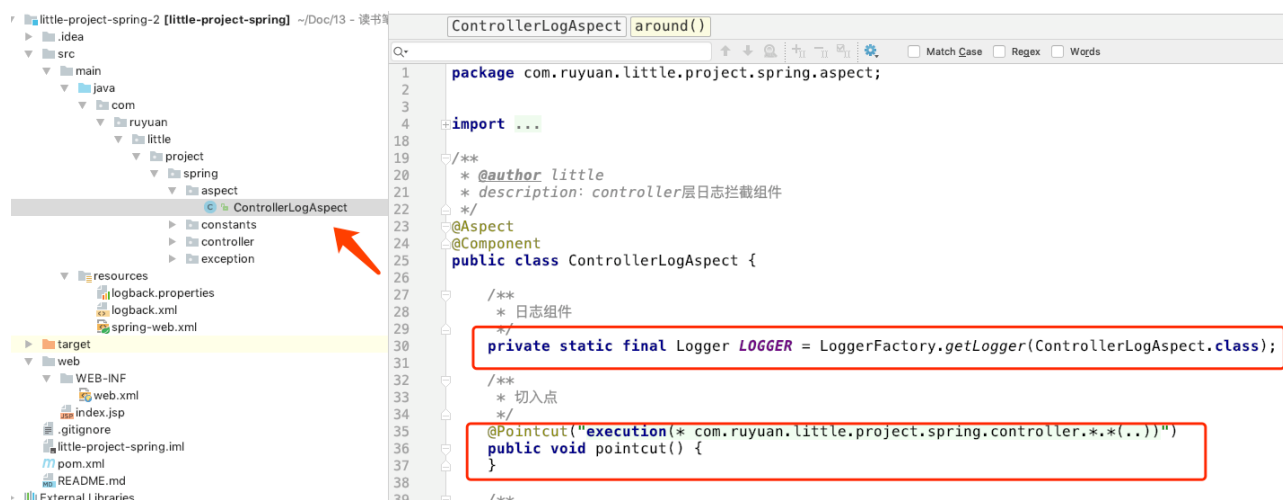 little-project-spring-2 [little-project-spring] ~/Doc/13 - 读书
.idea
src
main
java
com
ruyuan
little
project
spring
aspect
ControllerLogAspect
constants
controller
exception
resources
logback.properties
logback.xml
spring-web.xml
target
web
WEB-INF
web.xml
index.jsp
.gitignore
little-project-spring.iml
pom.xml
README.md
External Libraries
ControllerLogAspect around()
Match Case Regex Words
1 package com.ruyuan.little.project.spring.aspect;
2
3
4 import ...
18
19 /**
20 * @author little
21 * description: controller层日志拦截组件
22 */
23 @Aspect
24 @Component
25 public class ControllerLogAspect {
26
27 /**
28 * 日志组件
29 */
30 private static final Logger LOGGER = LoggerFactory.getLogger(ControllerLogAspect.class);
31
32 /**
33 * 切入点
34 */
35 @Pointcut("execution(* com.ruyuan.little.project.spring.controller.*.*(..))")
36 public void pointcut() {
37 }
38
39 /**